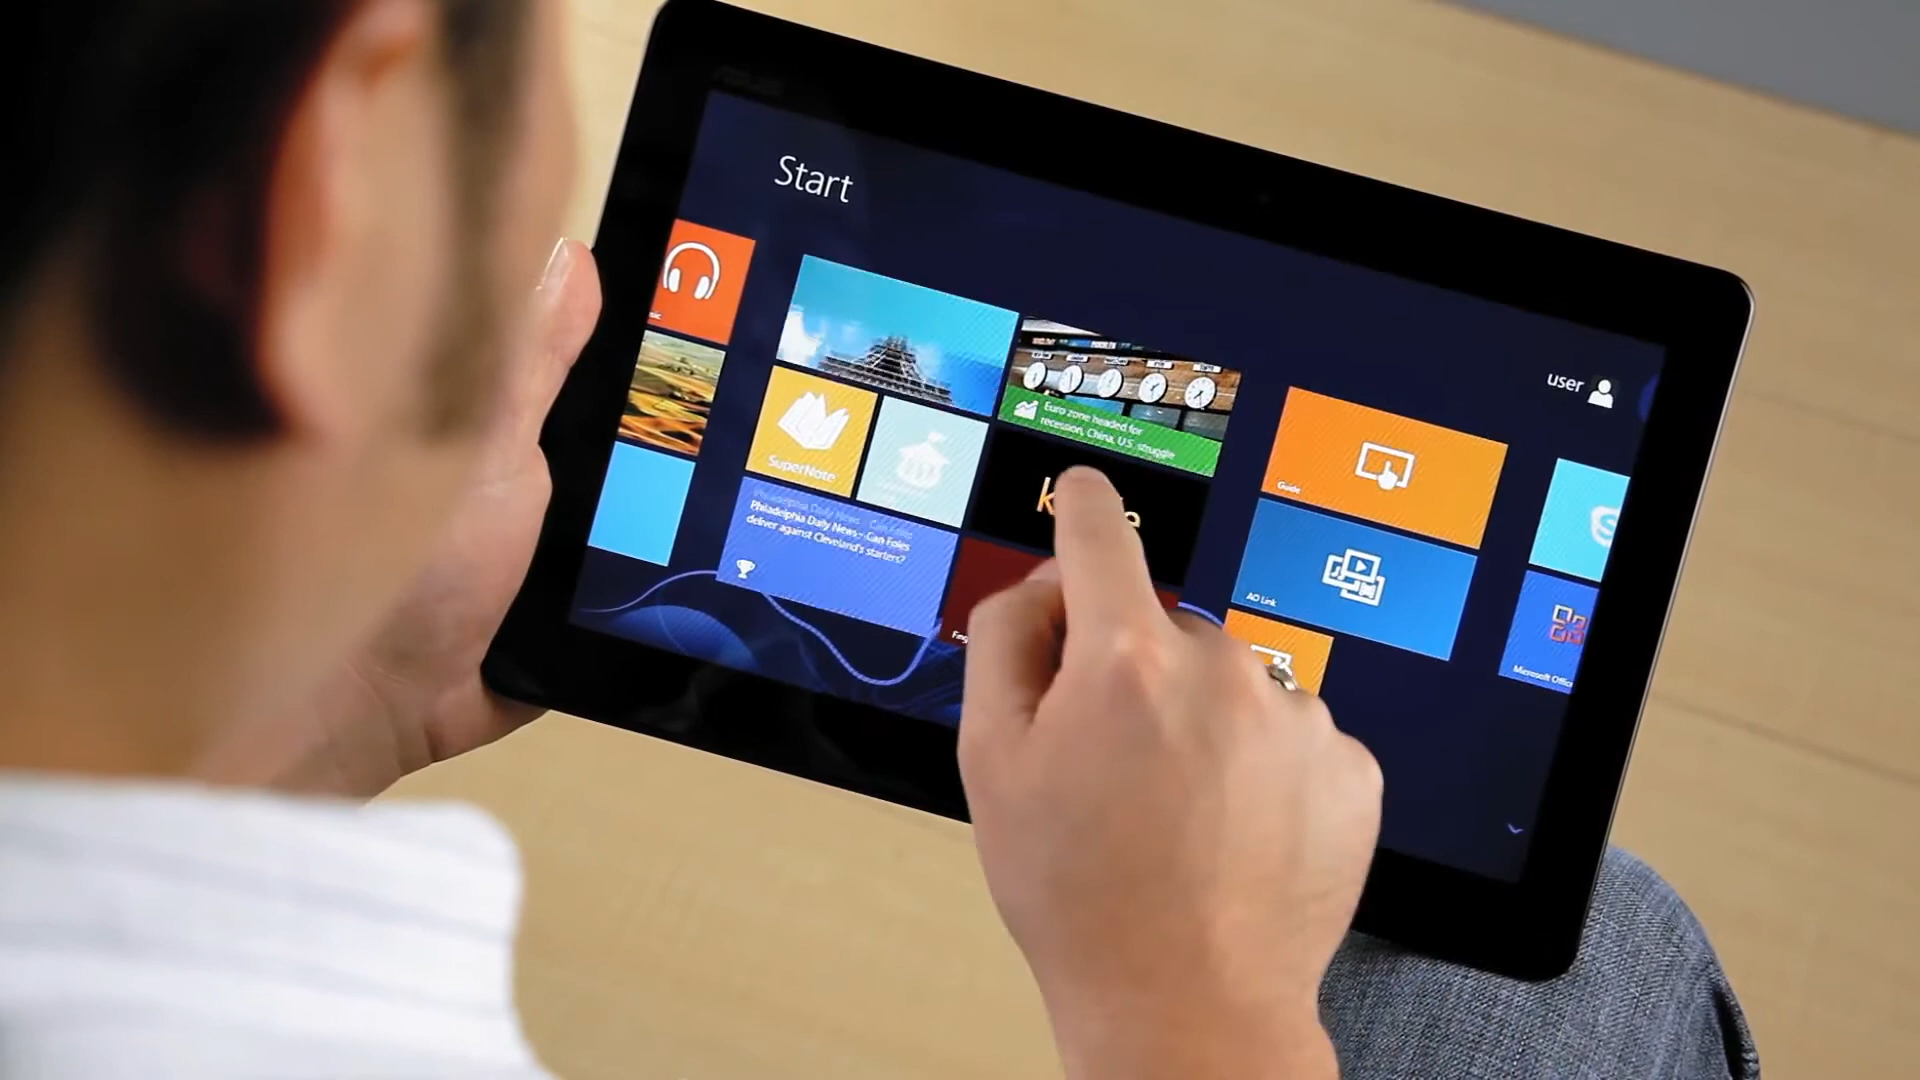 Start
user
Euro zone headed for
recession, China, U.S. struggle
SuperNote
Philadelphia Daily News - Can Foles
deliver against Cleveland's starters?
Guide
AO Link
Microsoft Offic